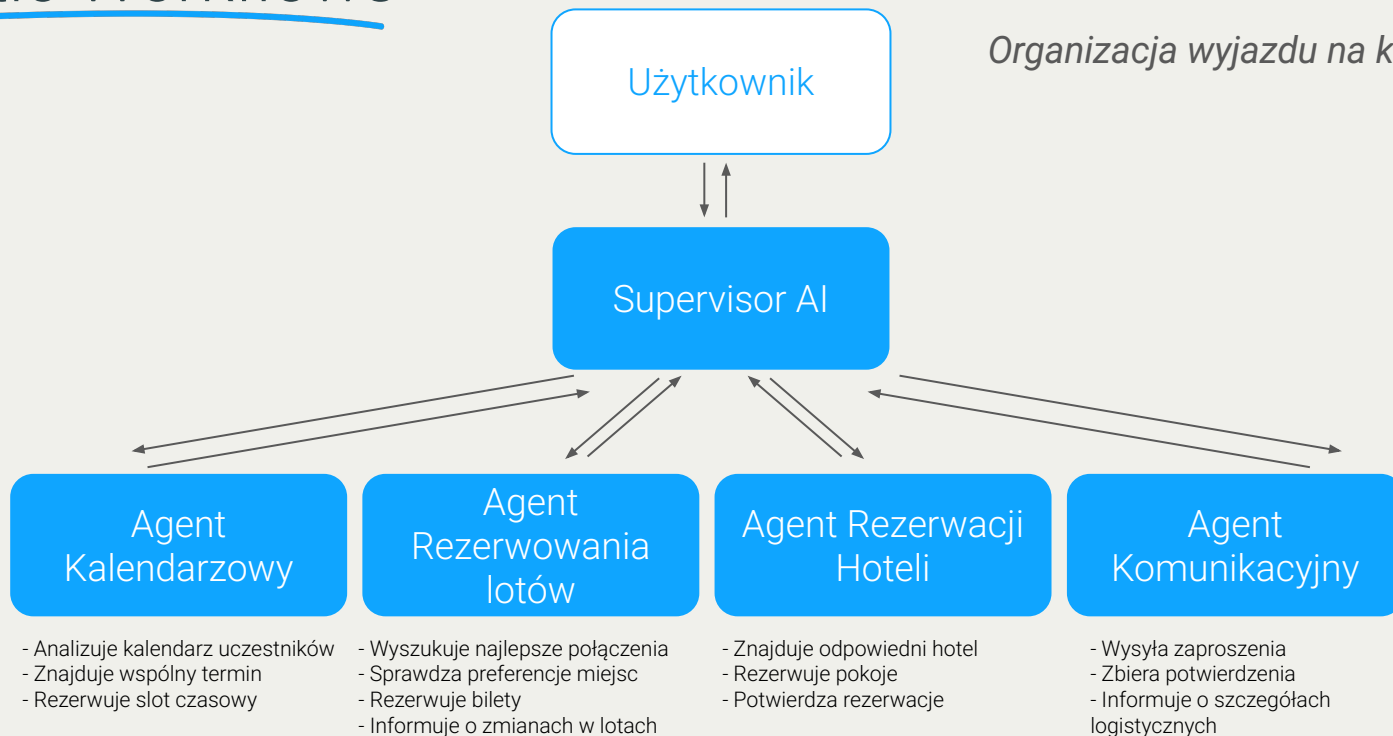 Użytkownik
Organizacja wyjazdu na k
Supervisor AI
Agent
Kalendarzowy
Agent
Rezerwowania
lotów
Agent Rezerwacji
Hoteli
Agent
Komunikacyjny
- Analizuje kalendarz uczestników
- Znajduje wspólny termin
- Rezerwuje slot czasowy
- Wyszukuje najlepsze połączenia
- Sprawdza preferencje miejsc
- Rezerwuje bilety
- Informuje o zmianach w lotach
- Znajduje odpowiedni hotel
- Rezerwuje pokoje
- Potwierdza rezerwacje
- Wysyła zaproszenia
- Zbiera potwierdzenia
- Informuje o szczegółach
logistycznych